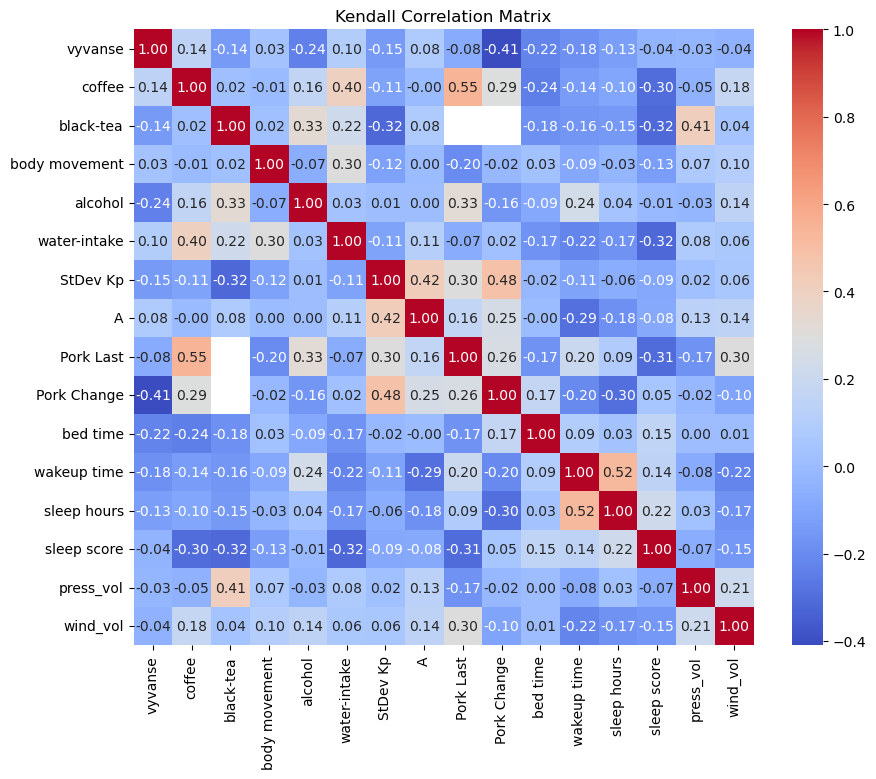 Kendall Correlation Matrix
vyvanse 1.00 0.14 -0.14 0.03 -0.24 0.10 -0.15 0.08 -0.08 -0.41 -0.22 -0.18 -0.13 -0.04 -0.03 -0.04
coffee 0.14 1.00 0.02 -0.01 0.16 0.40 -0.11 -0.00 0.55 0.29 -0.24 -0.14 -0.10 -0.30 -0.05 0.18
black-tea -0.14 0.02 1.00 0.02 0.33 0.22 -0.32 0.08 -0.18 -0.16 -0.15 -0.32 0.41 0.04
body movement 0.03 -0.01 0.02 1.00 -0.07 0.30 -0.12 0.00 -0.20 -0.02 0.03 -0.09 -0.03 -0.13 0.07 0.10
alcohol -0.24 0.16 0.33 -0.07 1.00 0.03 0.01 0.00 0.33 -0.16 -0.09 0.24 0.04 -0.01 -0.03 0.14
water-intake 0.10 0.40 0.22 0.30 0.03 1.00 -0.11 0.11 -0.07 0.02 -0.17 -0.22 -0.17 -0.32 0.08 0.06
StDev Kp -0.15 -0.11 -0.32 -0.12 0.01 -0.11 1.00 0.42 0.30 0.48 -0.02 -0.11 -0.06 -0.09 0.02 0.06
A 0.08 -0.00 0.08 0.00 0.00 0.11 0.42 1.00 0.16 0.25 -0.00 -0.29 -0.18 -0.08 0.13 0.14
Pork Last -0.08 0.55 -0.20 0.33 -0.07 0.30 0.16 1.00 0.26 -0.17 0.20 0.09 -0.31 -0.17 0.30
Pork Change -0.41 0.29 -0.02 -0.16 0.02 0.48 0.25 0.26 1.00 0.17 -0.20 -0.30 0.05 -0.02 -0.10
bed time -0.22 -0.24 -0.18 0.03 -0.09 -0.17 -0.02 -0.00 -0.17 0.17 1.00 0.09 0.03 0.15 0.00 0.01
wakeup time -0.18 -0.14 -0.16 -0.09 0.24 -0.22 -0.11 -0.29 0.20 -0.20 0.09 1.00 0.52 0.14 -0.08 -0.22
sleep hours -0.13 -0.10 -0.15 -0.03 0.04 -0.17 -0.06 -0.18 0.09 -0.30 0.03 0.52 1.00 0.22 0.03 -0.17
sleep score -0.04 -0.30 -0.32 -0.13 -0.01 -0.32 -0.09 -0.08 -0.31 0.05 0.15 0.14 0.22 1.00 -0.07 -0.15
press_vol -0.03 -0.05 0.41 0.07 -0.03 0.08 0.02 0.13 -0.17 -0.02 0.00 -0.08 0.03 -0.07 1.00 0.21
wind_vol -0.04 0.18 0.04 0.10 0.14 0.06 0.06 0.14 0.30 -0.10 0.01 -0.22 -0.17 -0.15 0.21 1.00
vyvanse
coffee
black-tea
body movement
alcohol
water-intake
StDev Kp
A
Pork Last
Pork Change
bed time
wakeup time
sleep hours
sleep score
press_vol
wind_vol
1.0
0.8
0.6
0.4
0.2
0.0
−0.2
−0.4